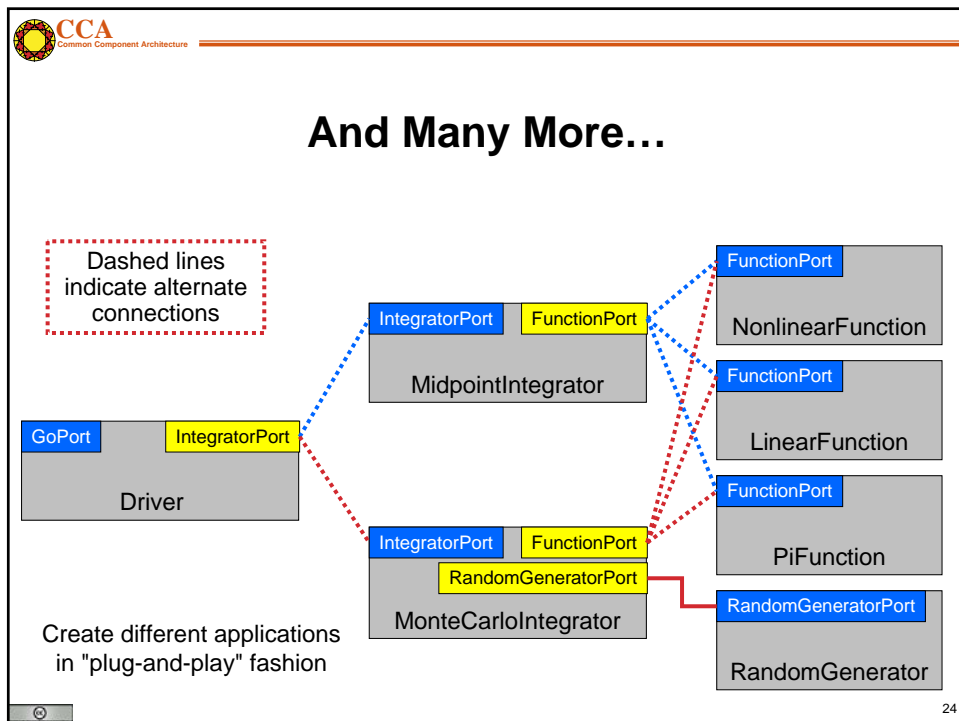 CCA
Common Component Architecture
And Many More…
Dashed lines
indicate alternate
connections
FunctionPort
NonlinearFunction
IntegratorPort
FunctionPort
MidpointIntegrator
FunctionPort
LinearFunction
GoPort
IntegratorPort
Driver
FunctionPort
PiFunction
IntegratorPort
FunctionPort
RandomGeneratorPort
MonteCarloIntegrator
RandomGeneratorPort
RandomGenerator
Create different applications
in "plug-and-play" fashion
cc
24